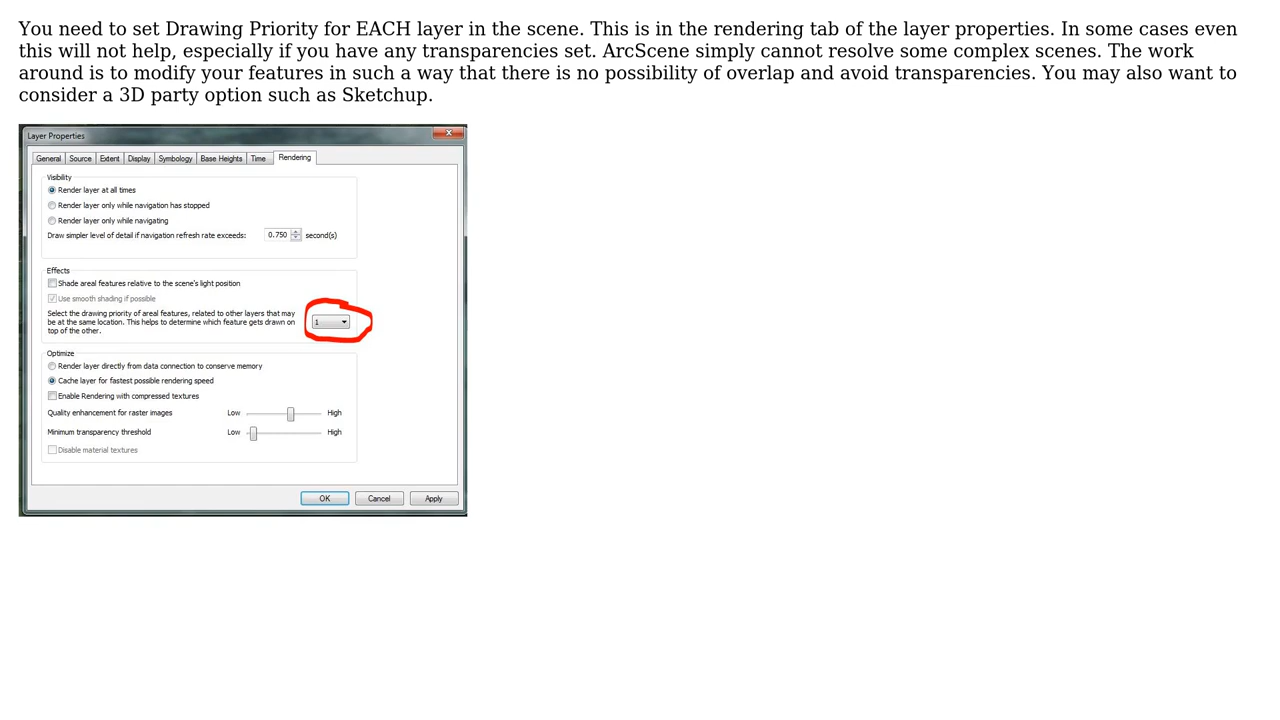 You need to set Drawing Priority for EACH layer in the scene. This is in the rendering tab of the layer properties. In some cases even
this will not help, especially if you have any transparencies set. ArcScene simply cannot resolve some complex scenes. The work
around is to modify your features in such a way that there is no possibility of overlap and avoid transparencies. You may also want to
consider a 3D party option such as Sketchup.
Layer Properties
General Source Extent Display Symbology Base Heights Time Rendering
Visibility
Render layer at all times
Render layer only while navigation has stopped
Render layer only while navigating
Draw simpler level of detail if navigation refresh rate exceeds: 0.750 second(s)
Effects
Shade areal features relative to the scene's light position
Use smooth shading if possible
Select the drawing priority of areal features, related to other layers that may
be at the same location. This helps to determine which feature gets drawn on
top of the other.
1
Optimize
Render layer directly from data connection to conserve memory
Cache layer for fastest possible rendering speed
Enable Rendering with compressed textures
Quality enhancement for raster images Low High
Minimum transparency threshold Low High
Disable material textures
OK Cancel Apply